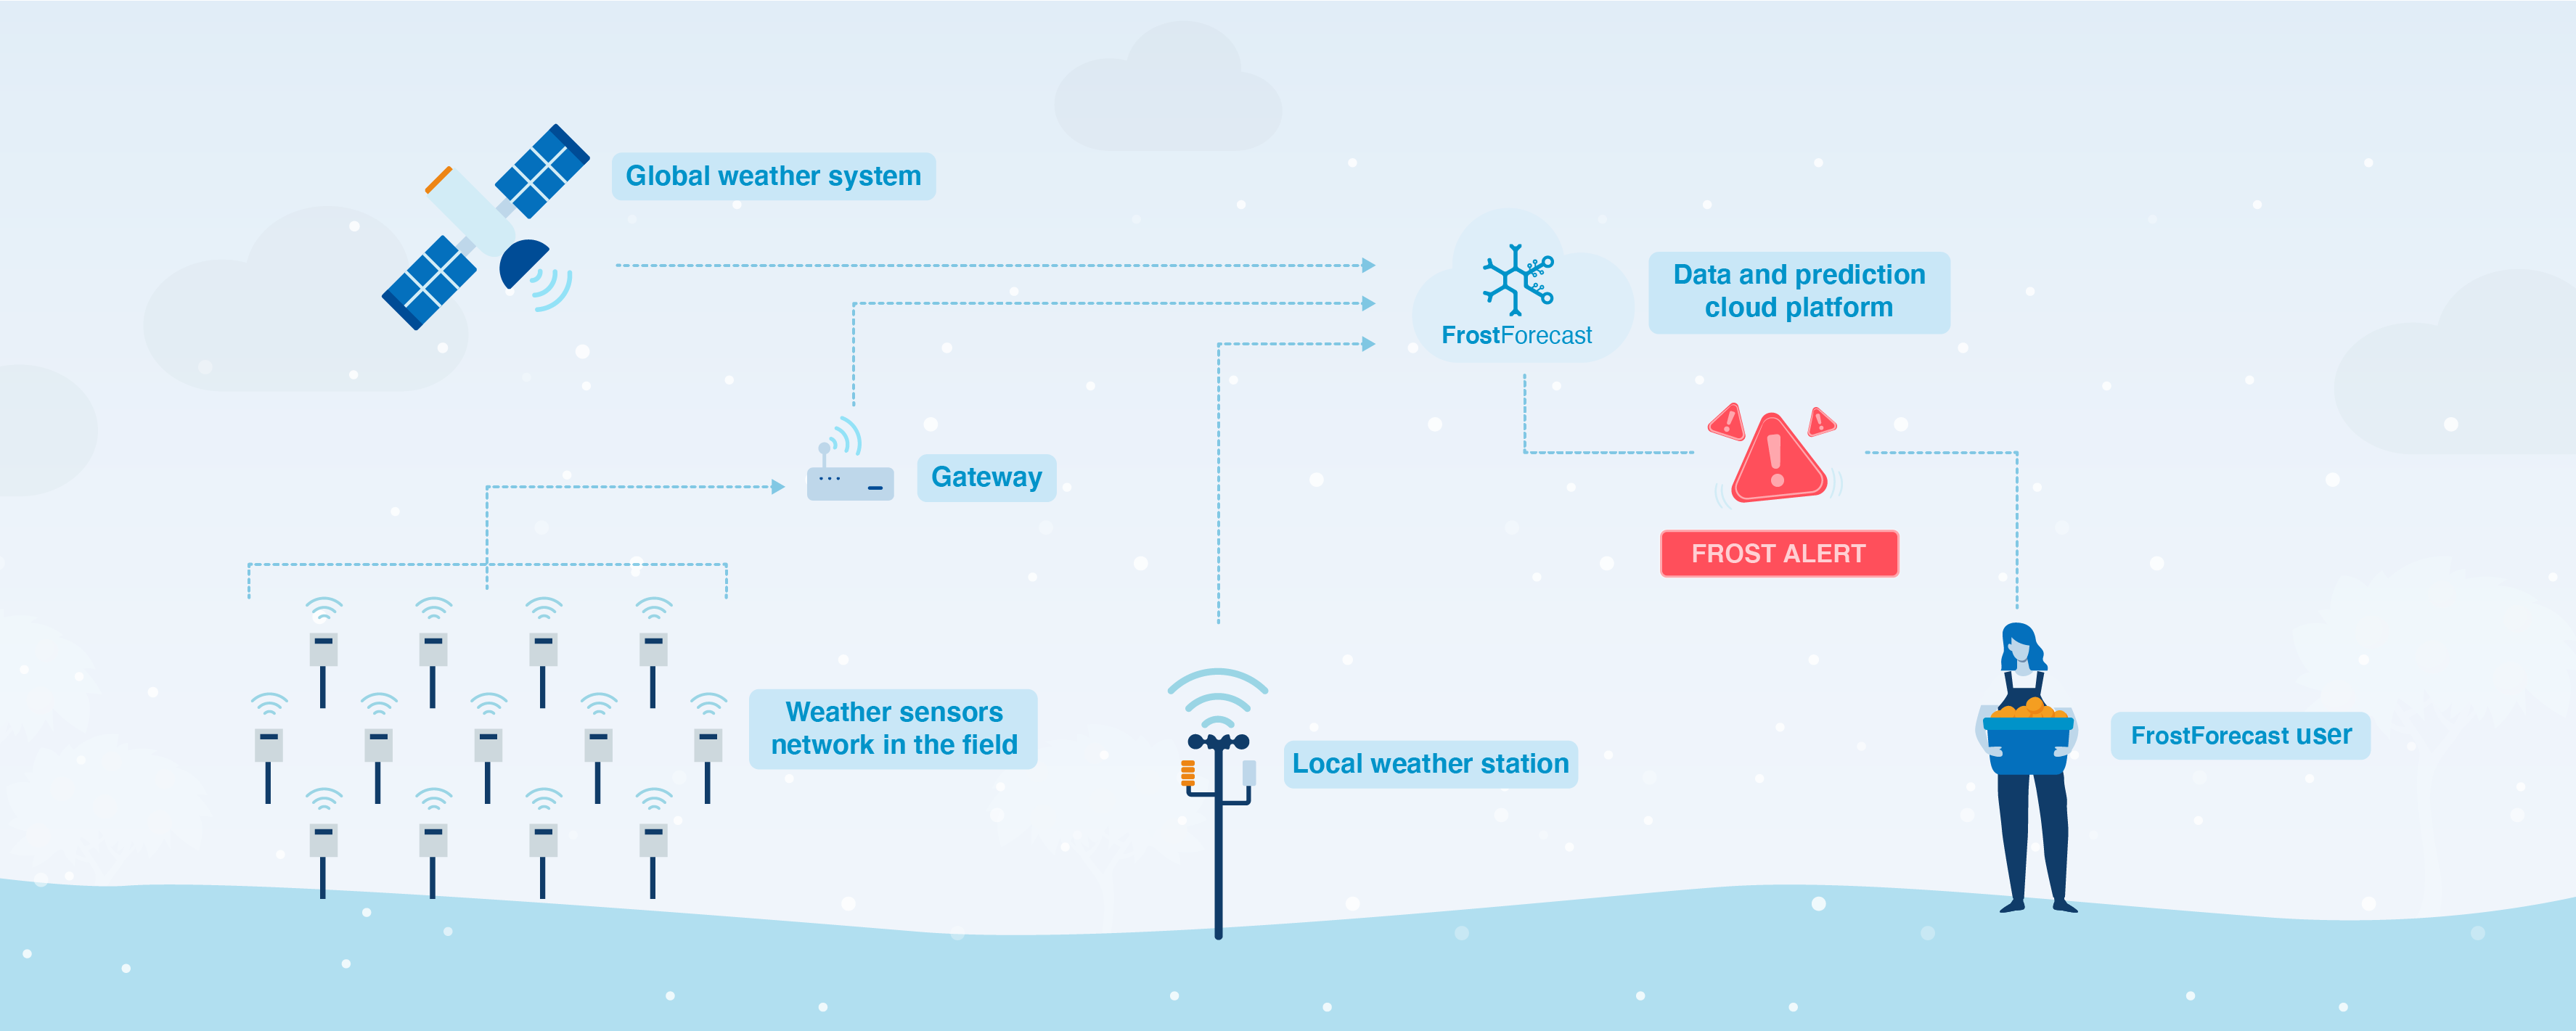 Global weather system
Data and prediction
cloud platform
FrostForecast
Gateway
FROST ALERT
Weather sensors
network in the field
Local weather station
FrostForecast user